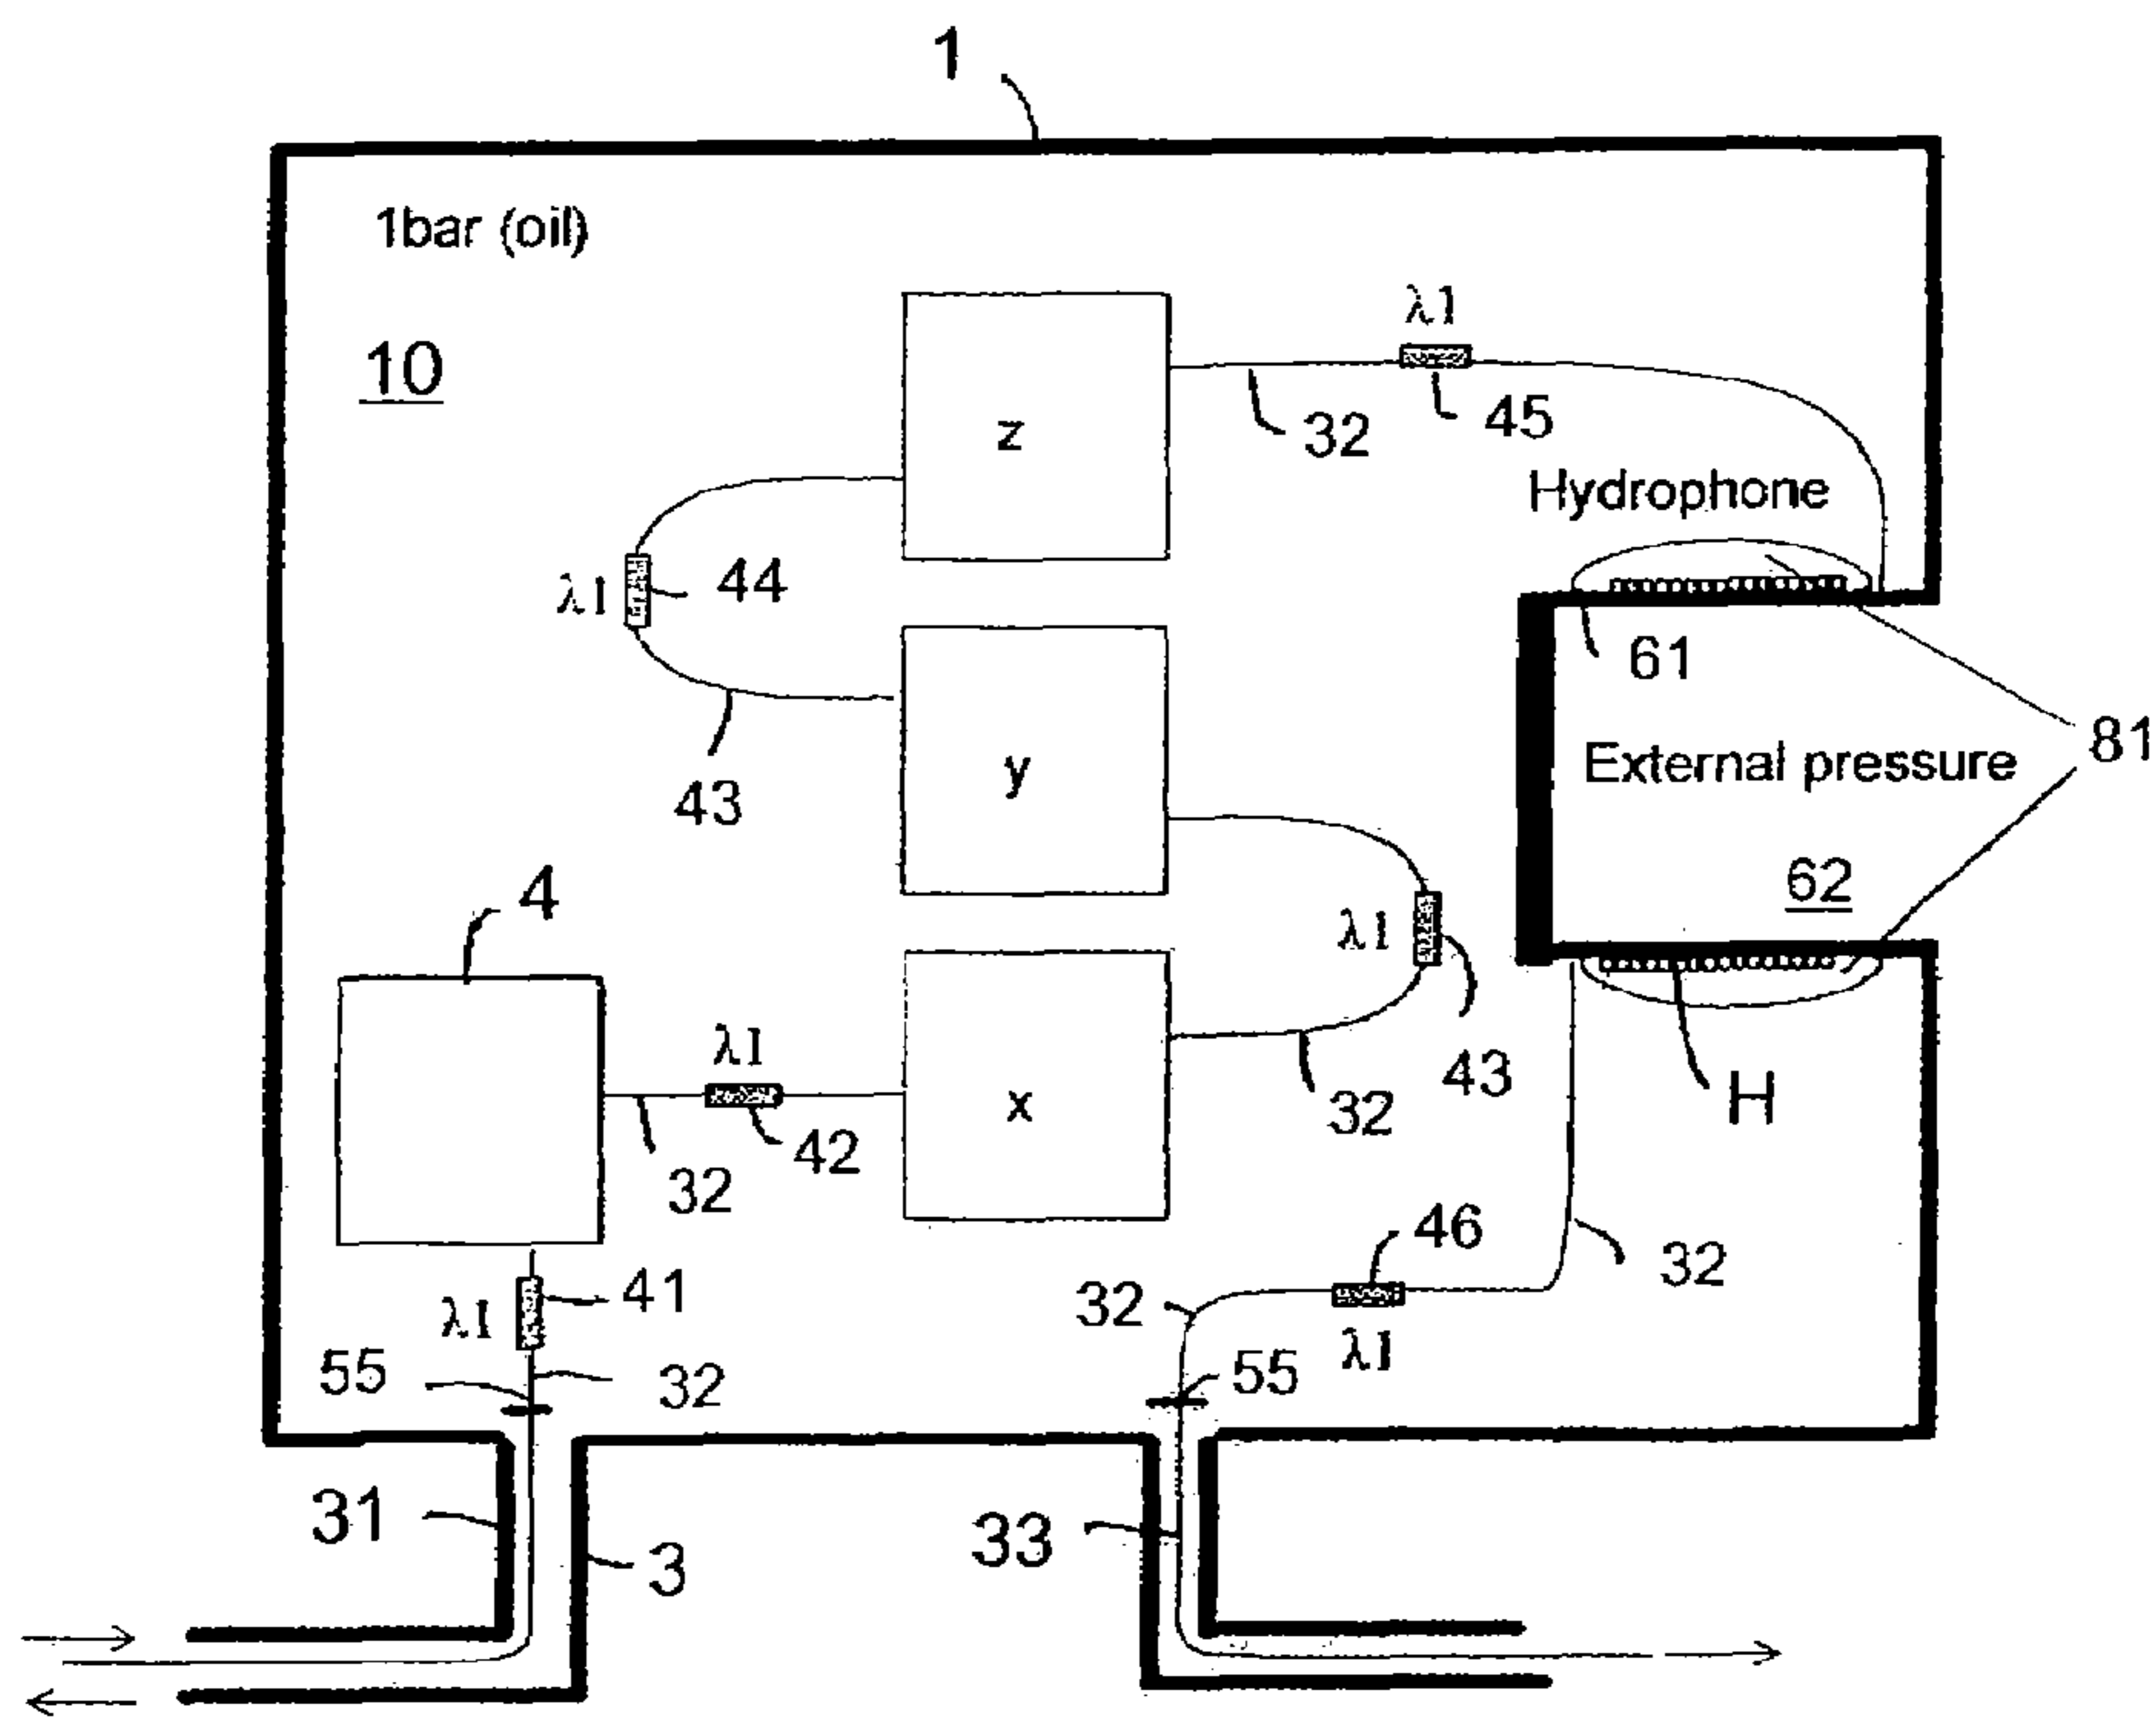 1
1bar (oil)
10
λ1
z
32
45
Hydrophone
λ1
44
61
43
y
81
External pressure
4
62
λ1
λ1
x
43
H
32
42
32
46
32
32
41
λ1
λ1
55
32
55
31
33
3